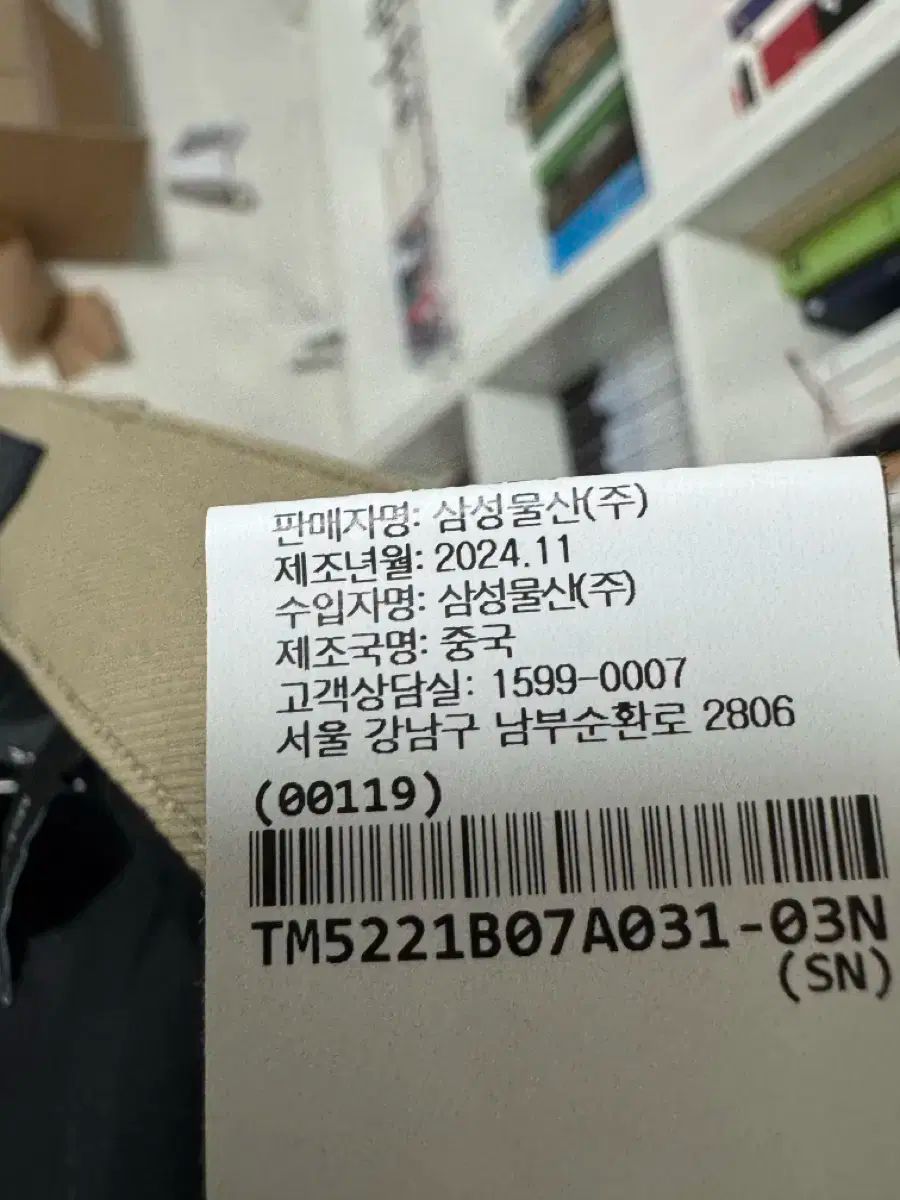 판매자명: 삼성물산(주)
제조년월: 2024.11
수입자명: 삼성물산(주)
제조국명: 중국
고객상담실: 1599-0007
서울 강남구 남부순환로 2806
(00119)
TM5221B07A031-03N
(SN)